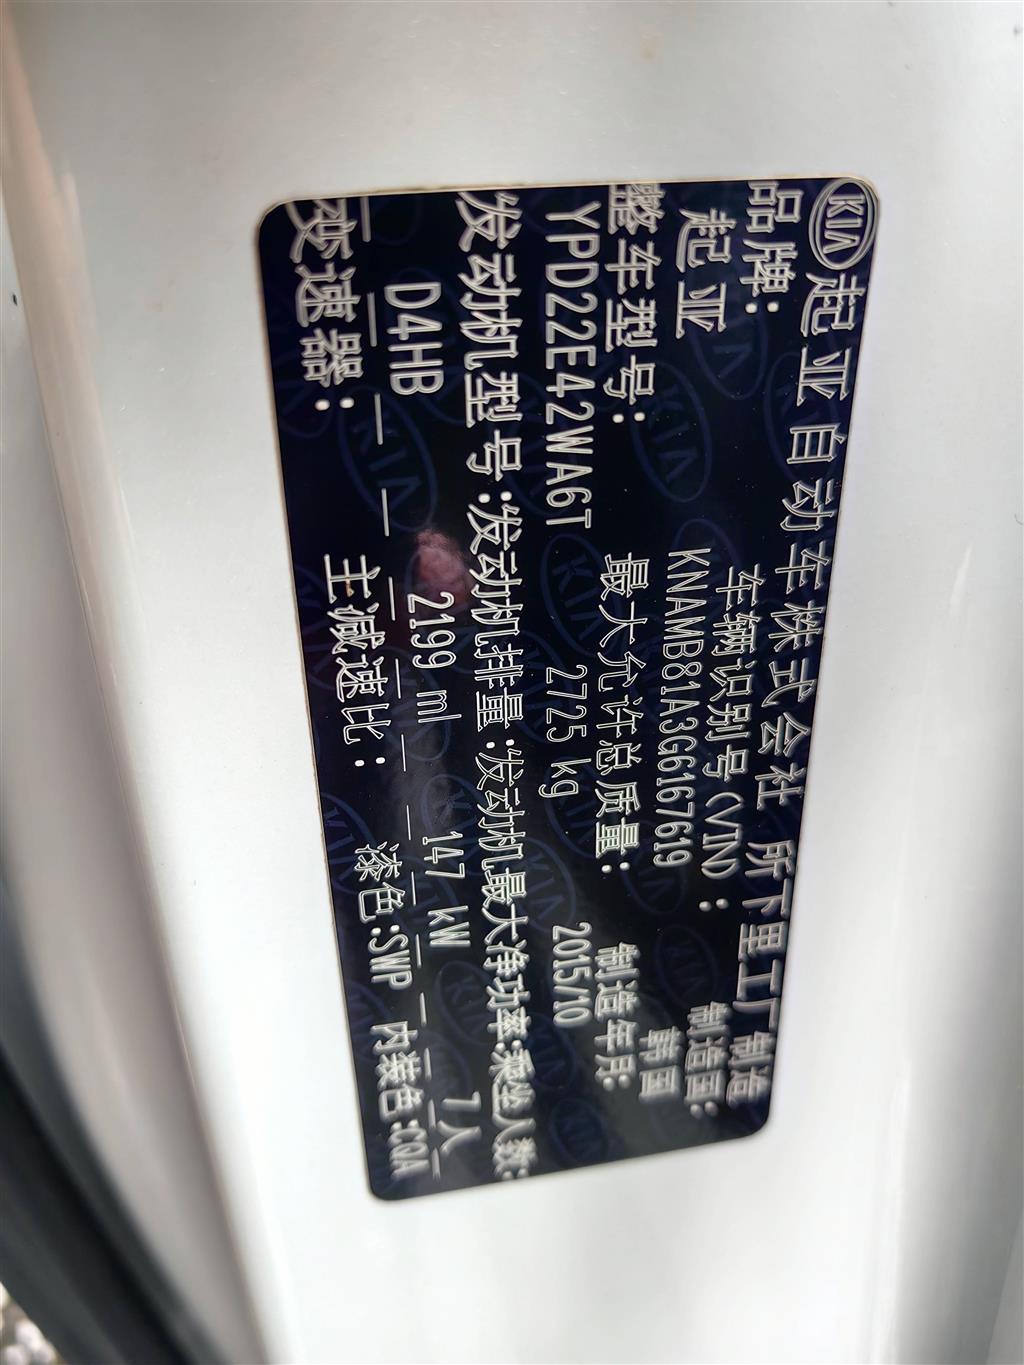 KIA 起亚自动车株式会社 所下里工厂制造
品牌: 车辆识别号(VIN): 制造国:
起亚 KNAMB81A3G6167619 韩国
整车型号: 最大允许总质量: 制造年月:
YPD22E42WA6T 2725 kg 2015/10
发动机型号:发动机排量:发动机最大净功率:乘坐人数:
D4HB 2199 ml 147 kW 7人
变速器: 主减速比: 漆色:SWP 内装色:CQA